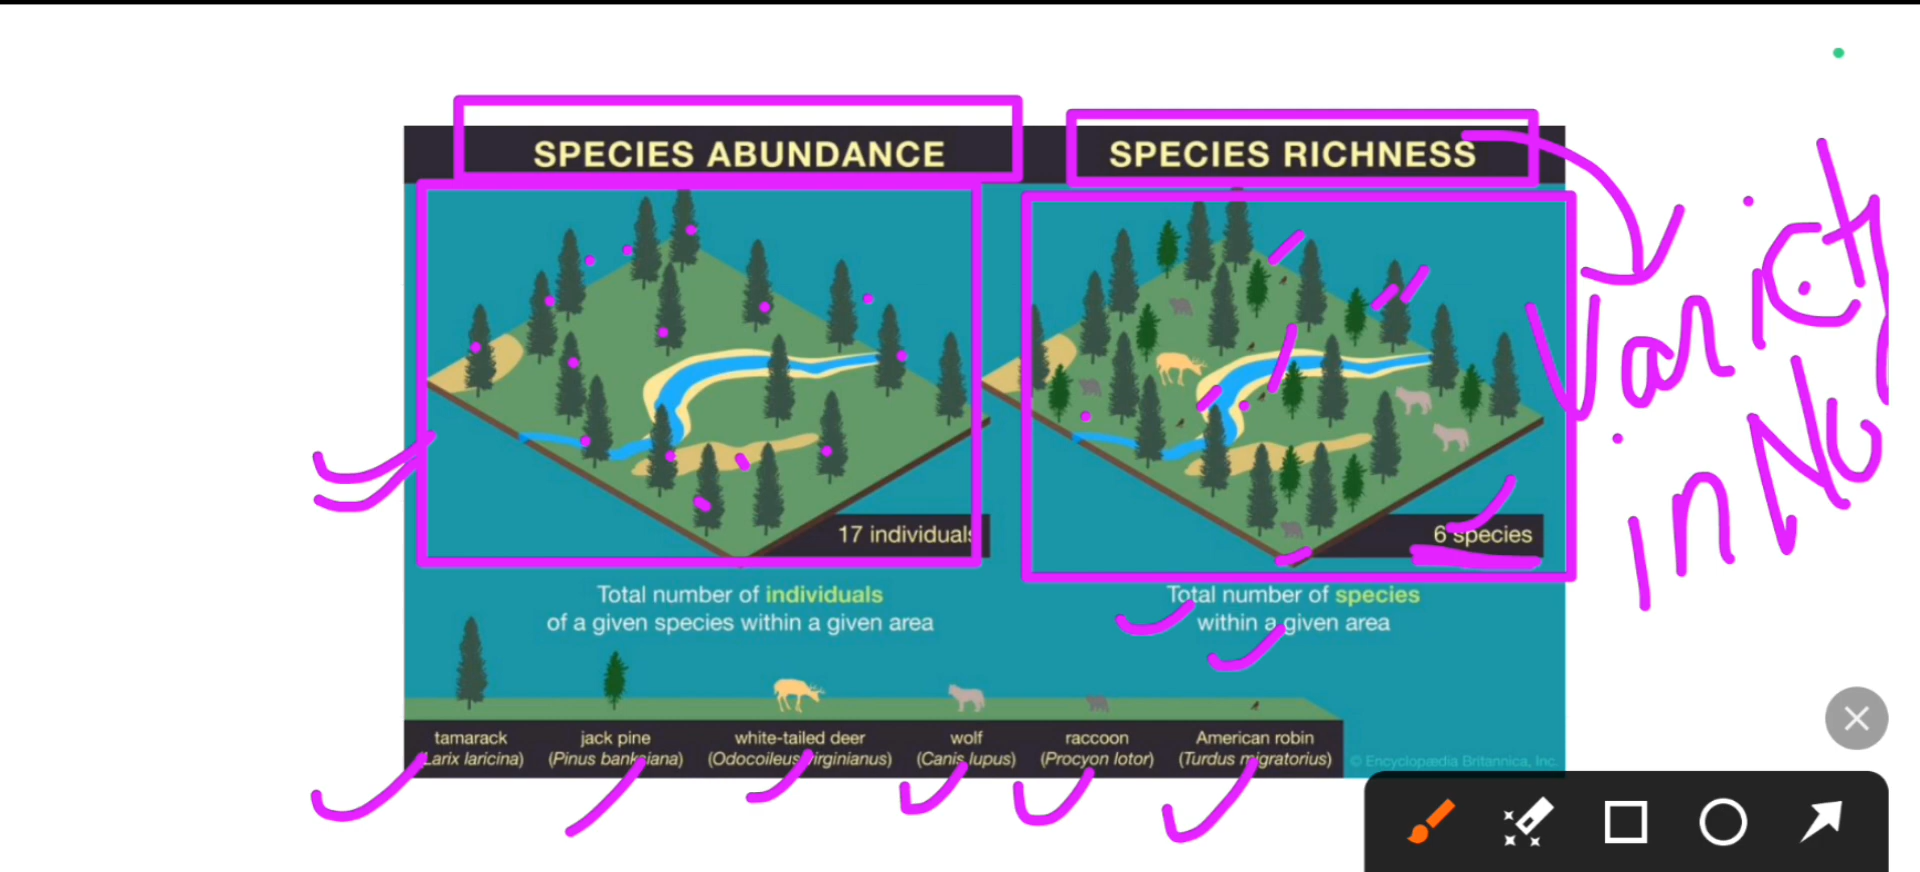 SPECIES ABUNDANCE
SPECIES RICHNESS
Variety
in No
17 individuals
6 species
Total number of individuals
of a given species within a given area
Total number of species
within a given area
tamarack
(Larix laricina)
jack pine
(Pinus banksiana)
white-tailed deer
(Odocoileus virginianus)
wolf
(Canis lupus)
raccoon
(Procyon lotor)
American robin
(Turdus migratorius)
© Encyclopædia Britannica, Inc.